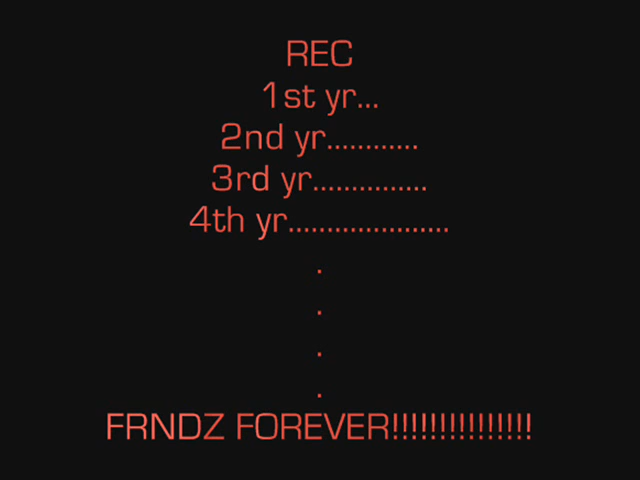 REC
1st yr...
2nd yr............
3rd yr...............
4th yr.....................
.
.
.
.
FRNDZ FOREVER!!!!!!!!!!!!!!!